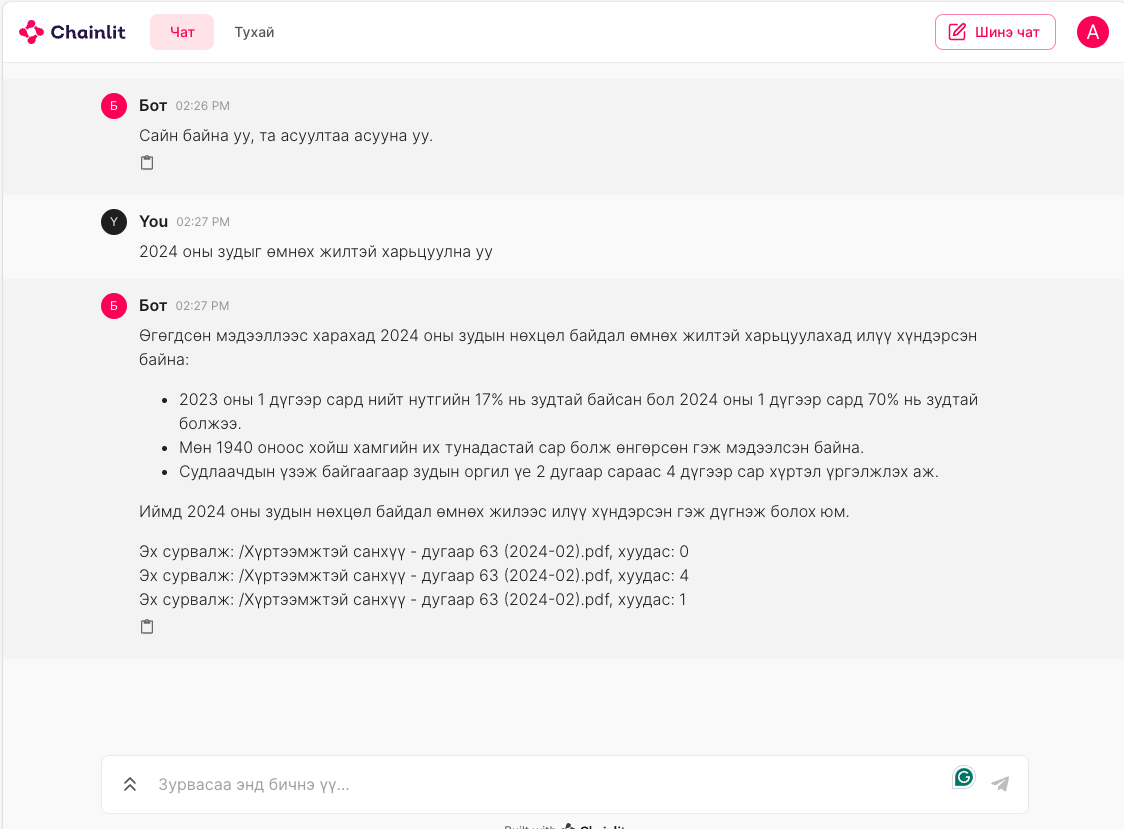 Chainlit Чат Тухай Шинэ чат A
Б Бот 02:26 PM
Сайн байна уу, та асуултаа асууна уу.
Y You 02:27 PM
2024 оны зудыг өмнөх жилтэй харьцуулна уу
Б Бот 02:27 PM
Өгөгдсөн мэдээллээс харахад 2024 оны зудын нөхцөл байдал өмнөх жилтэй харьцуулахад илүү хүндэрсэн
байна:
• 2023 оны 1 дүгээр сард нийт нутгийн 17% нь зудтай байсан бол 2024 оны 1 дүгээр сард 70% нь зудтай
болжээ.
• Мөн 1940 оноос хойш хамгийн их тунадастай сар болж өнгөрсөн гэж мэдээлсэн байна.
• Судлаачдын үзэж байгаагаар зудын оргил үе 2 дугаар сараас 4 дүгээр сар хүртэл үргэлжлэх аж.
Иймд 2024 оны зудын нөхцөл байдал өмнөх жилээс илүү хүндэрсэн гэж дүгнэж болох юм.
Эх сурвалж: /Хүртээмжтэй санхүү - дугаар 63 (2024-02).pdf, хуудас: 0
Эх сурвалж: /Хүртээмжтэй санхүү - дугаар 63 (2024-02).pdf, хуудас: 4
Эх сурвалж: /Хүртээмжтэй санхүү - дугаар 63 (2024-02).pdf, хуудас: 1
Зурвасаа энд бичнэ үү...
Built with Chainlit